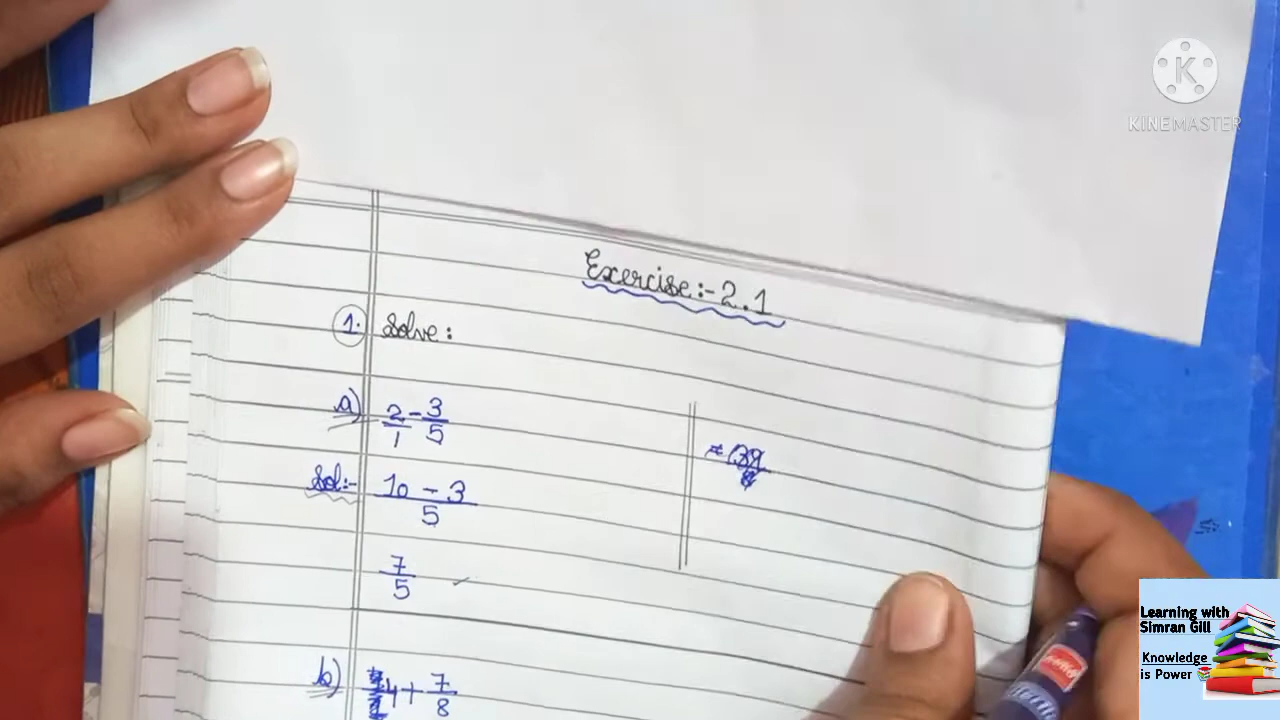 KINEMASTER
Exercise:- 2.1
1. Solve:
a) 2/1 - 3/5
Sol:- 10 - 3 / 5
7/5
b) 4 + 7/8
Learning with
Simran Gill
Knowledge
is Power